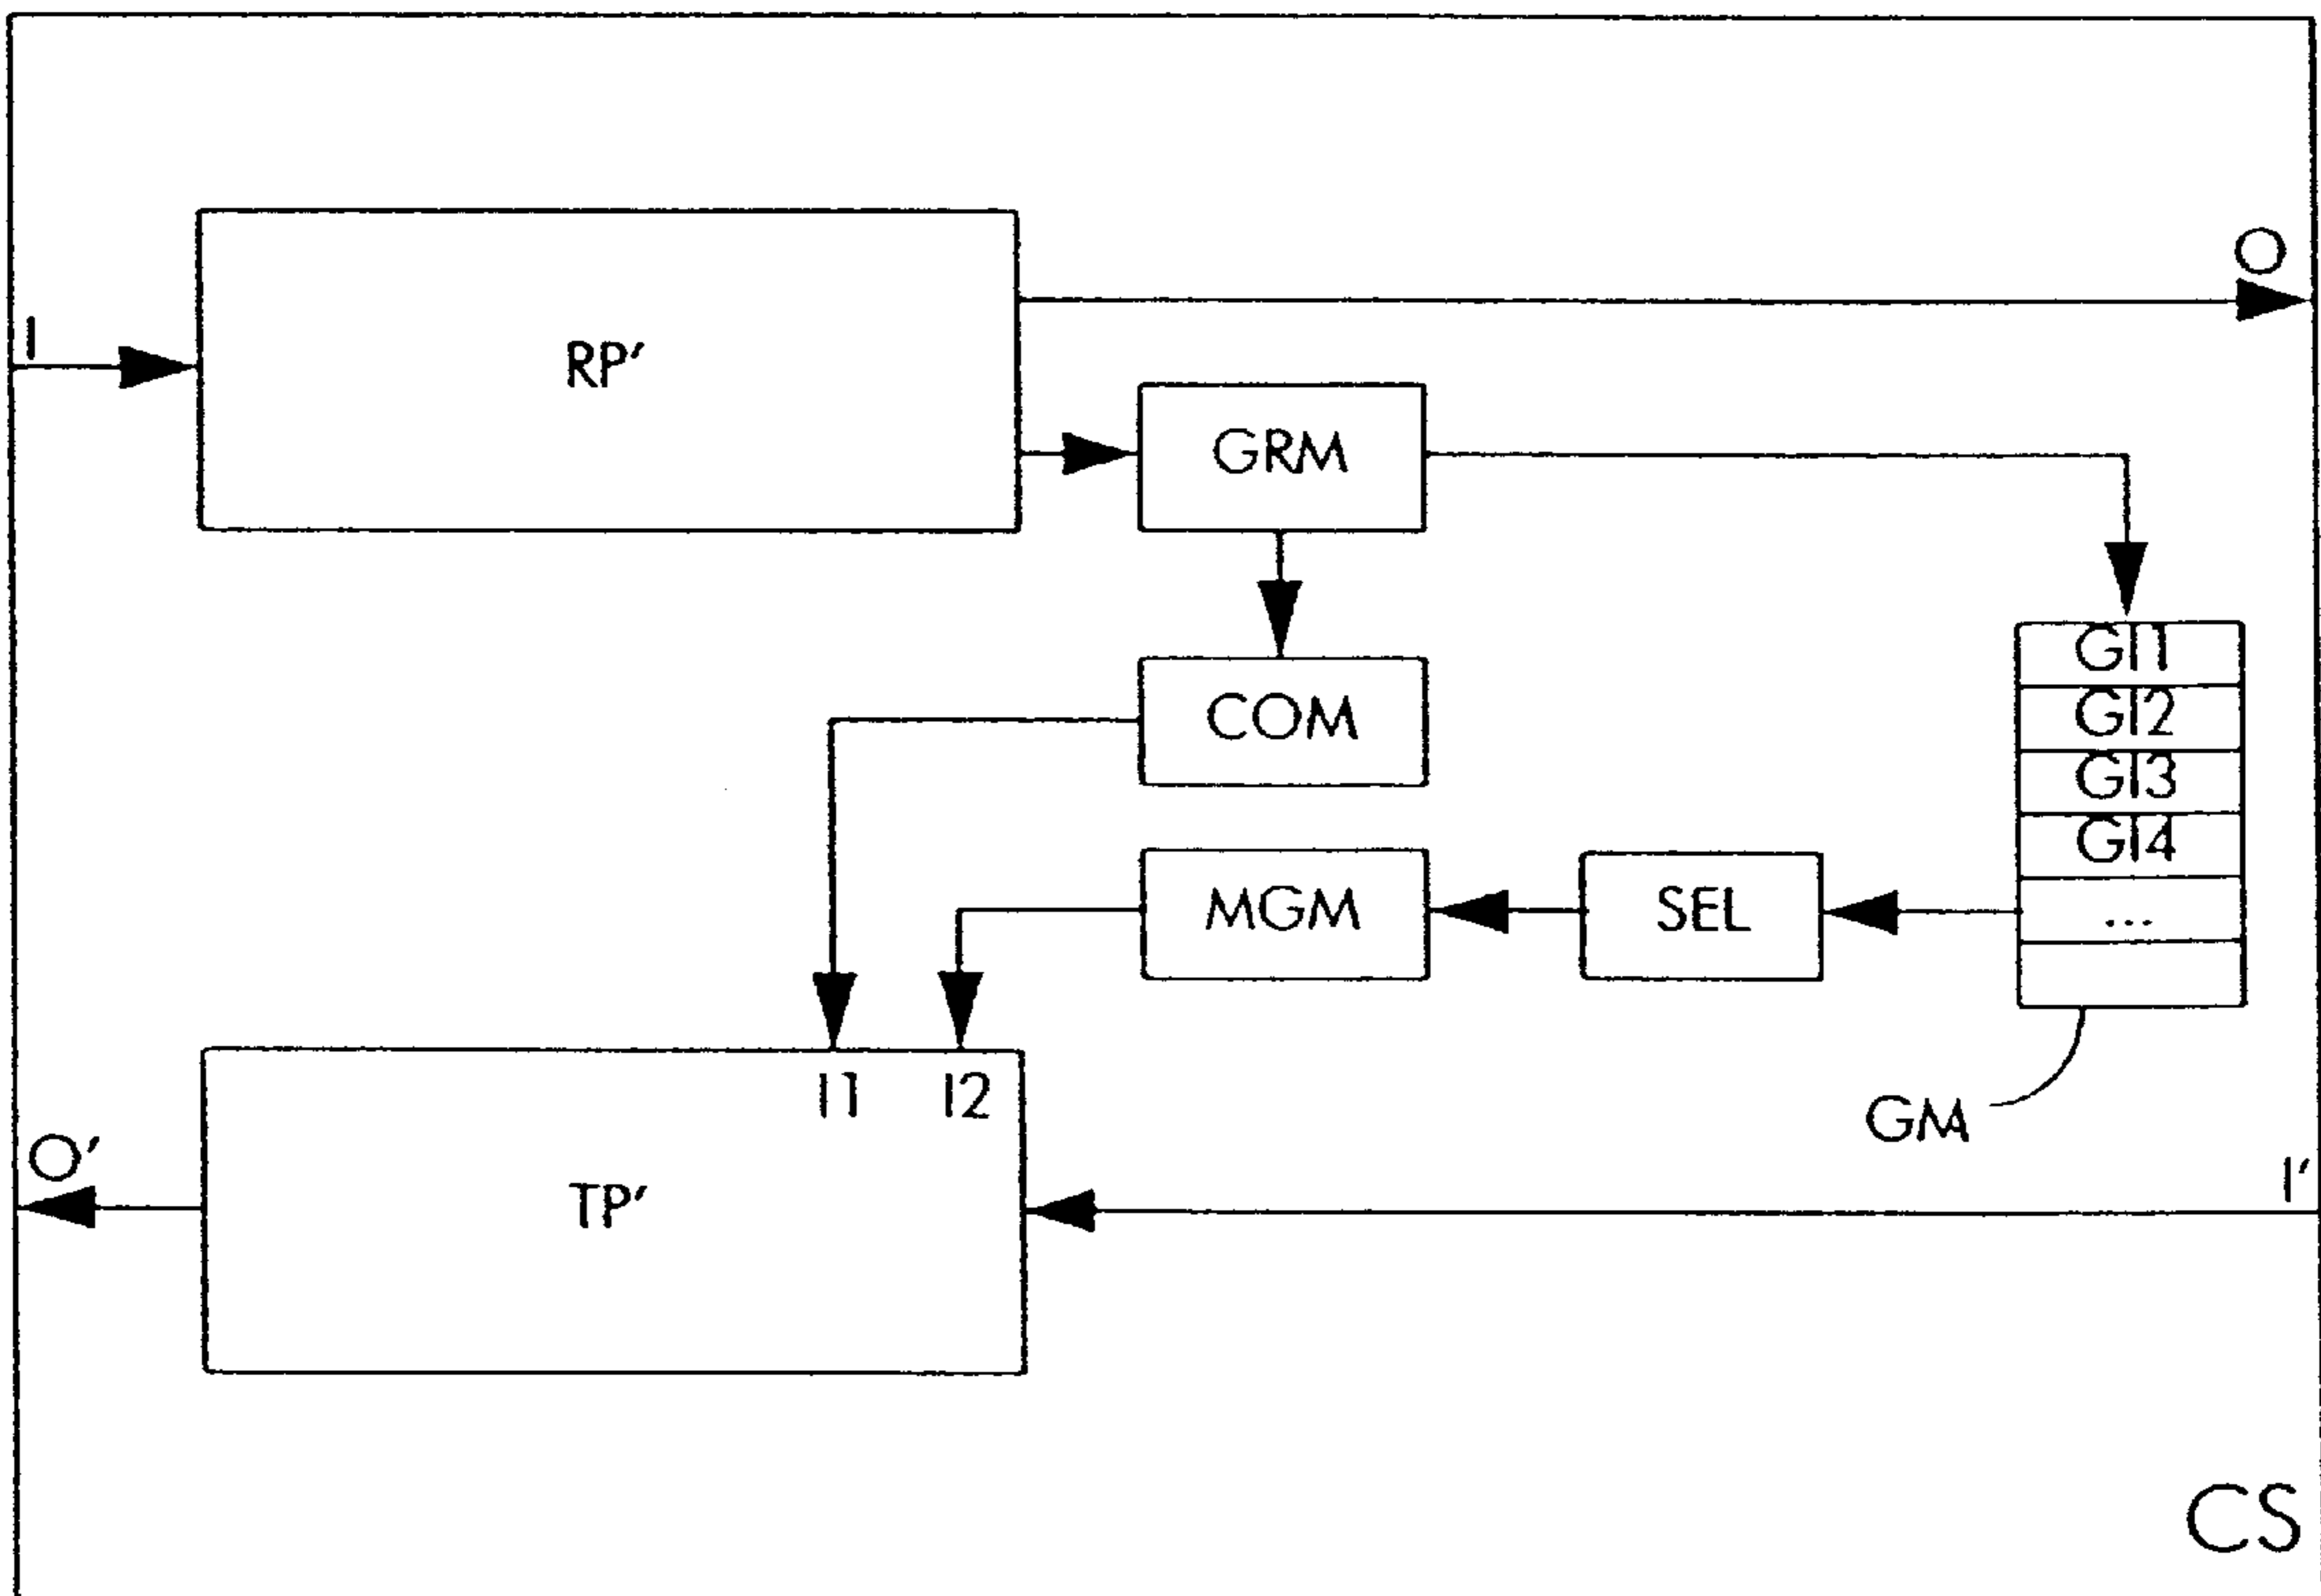 O
I
RP′
GRM
GI1
COM
GI2
GI3
GI4
MGM
SEL
...
I1 I2
GM
O′
TP′
I′
CS